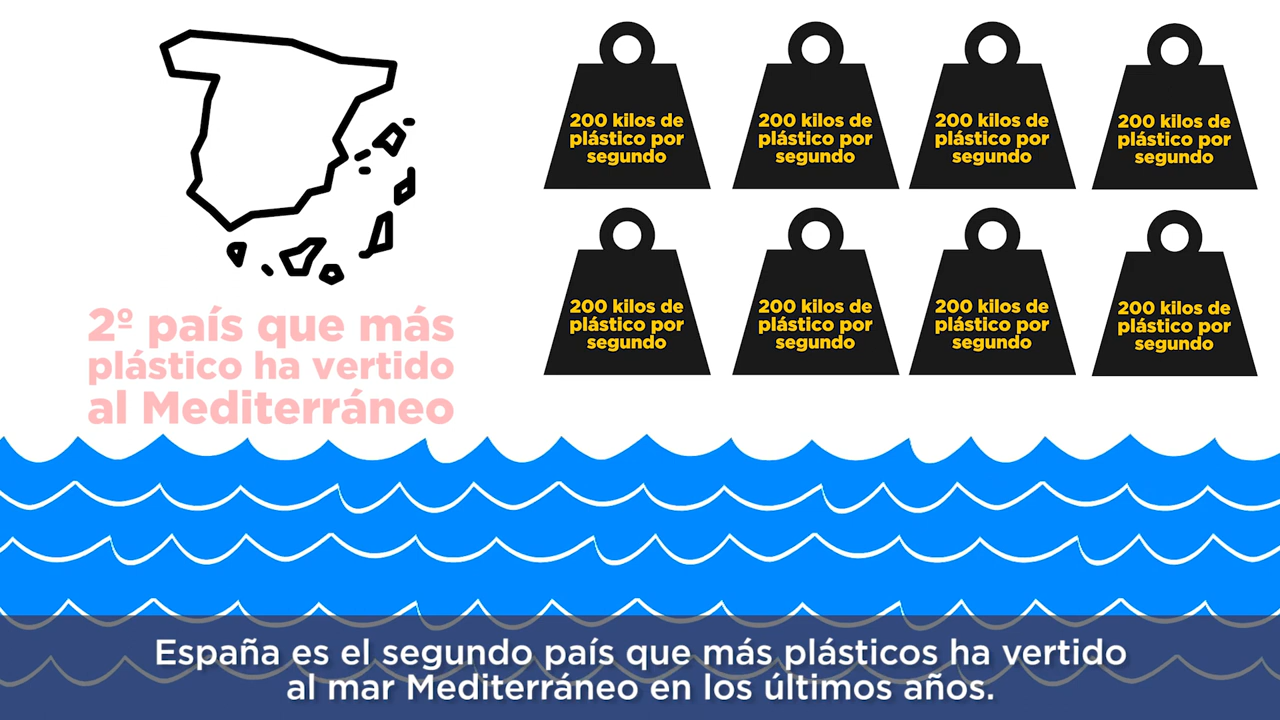 200 kilos de
plástico por
segundo
200 kilos de
plástico por
segundo
200 kilos de
plástico por
segundo
200 kilos de
plástico por
segundo
200 kilos de
plástico por
segundo
200 kilos de
plástico por
segundo
200 kilos de
plástico por
segundo
200 kilos de
plástico por
segundo
2º país que más
plástico ha vertido
al Mediterráneo
España es el segundo país que más plásticos ha vertido
al mar Mediterráneo en los últimos años.